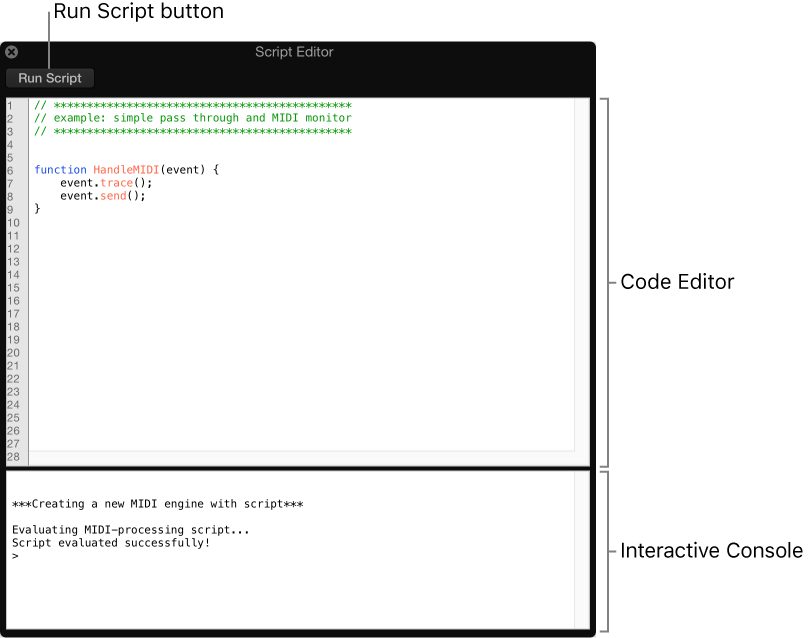 Run Script button
Script Editor
Run Script
1 // **********************************************
2 // example: simple pass through and MIDI monitor
3 // **********************************************
4
5
6 function HandleMIDI(event) {
7     event.trace();
8     event.send();
9 }
10
11
12
13
14
15
16
17
18
19
20
21
22
23
24
25
26
27
28
Code Editor
***Creating a new MIDI engine with script***
Evaluating MIDI-processing script...
Script evaluated successfully!
>
Interactive Console